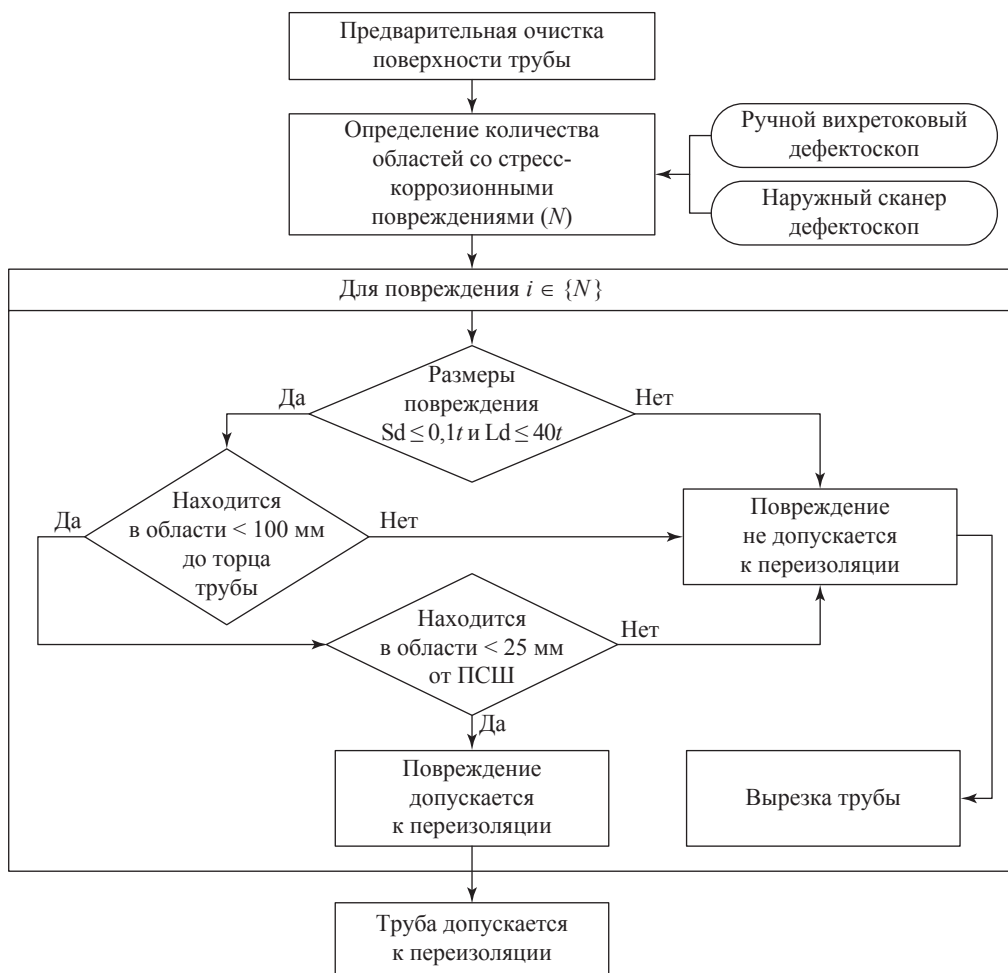 Предварительная очистка
поверхности трубы
Определение количества
областей со стресс-
коррозионными
повреждениями (N)
Ручной вихретоковый
дефектоскоп
Наружный сканер
дефектоскоп
Для повреждения i ∈ {N}
Размеры
повреждения
Sd ≤ 0,1t и Ld ≤ 40t
Да
Нет
Находится
в области < 100 мм
до торца
трубы
Да
Нет
Повреждение
не допускается
к переизоляции
Находится
в области < 25 мм
от ПСШ
Нет
Да
Повреждение
допускается
к переизоляции
Вырезка трубы
Труба допускается
к переизоляции